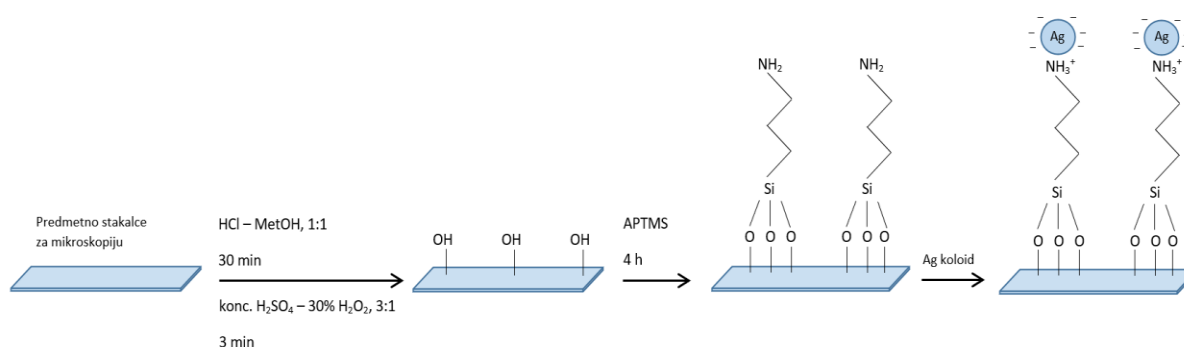 Predmetno stakalce
za mikroskopiju
HCl – MetOH, 1:1
30 min
konc. H₂SO₄ – 30% H₂O₂, 3:1
3 min
OH
OH
OH
APTMS
4 h
NH₂
NH₂
Si
Si
O O O
O O O
Ag koloid
Ag
Ag
NH₃⁺
NH₃⁺
Si
Si
O O O
O O O